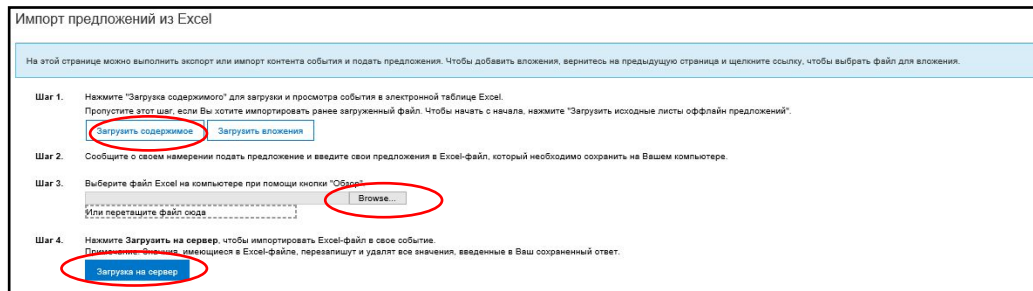 Импорт предложений из Excel
На этой странице можно выполнить экспорт или импорт контента события и подать предложения. Чтобы добавить вложения, вернитесь на предыдущую страница и щелкните ссылку, чтобы выбрать файл для вложения.
Шаг 1. Нажмите "Загрузка содержимого" для загрузки и просмотра события в электронной таблице Excel.
Пропустите этот шаг, если Вы хотите импортировать ранее загруженный файл. Чтобы начать с начала, нажмите "Загрузить исходные листы оффлайн предложений".
Загрузить содержимое Загрузить вложения
Шаг 2. Сообщите о своем намерении подать предложение и введите свои предложения в Excel-файл, который необходимо сохранить на Вашем компьютере.
Шаг 3. Выберите файл Excel на компьютере при помощи кнопки "Обзор".
Browse...
Или перетащите файл сюда
Шаг 4. Нажмите Загрузить на сервер, чтобы импортировать Excel-файл в свое событие.
Примечание. Значния, имеющиеся в Excel-файле, перезапишут и удалят все значения, введенные в Ваш сохраненный ответ.
Загрузка на сервер